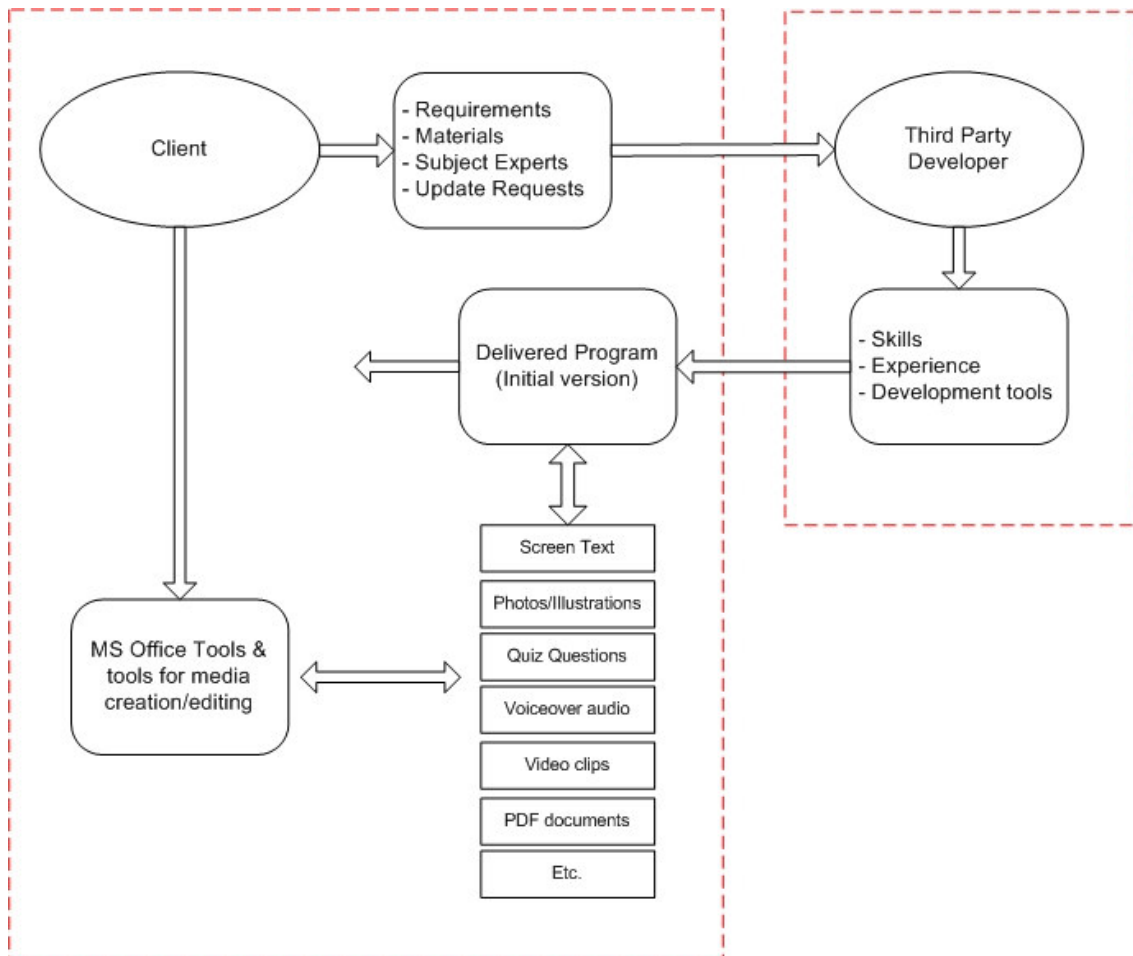 Client
- Requirements
- Materials
- Subject Experts
- Update Requests
Third Party
Developer
Delivered Program
(Initial version)
- Skills
- Experience
- Development tools
Screen Text
Photos/Illustrations
Quiz Questions
Voiceover audio
Video clips
PDF documents
Etc.
MS Office Tools &
tools for media
creation/editing